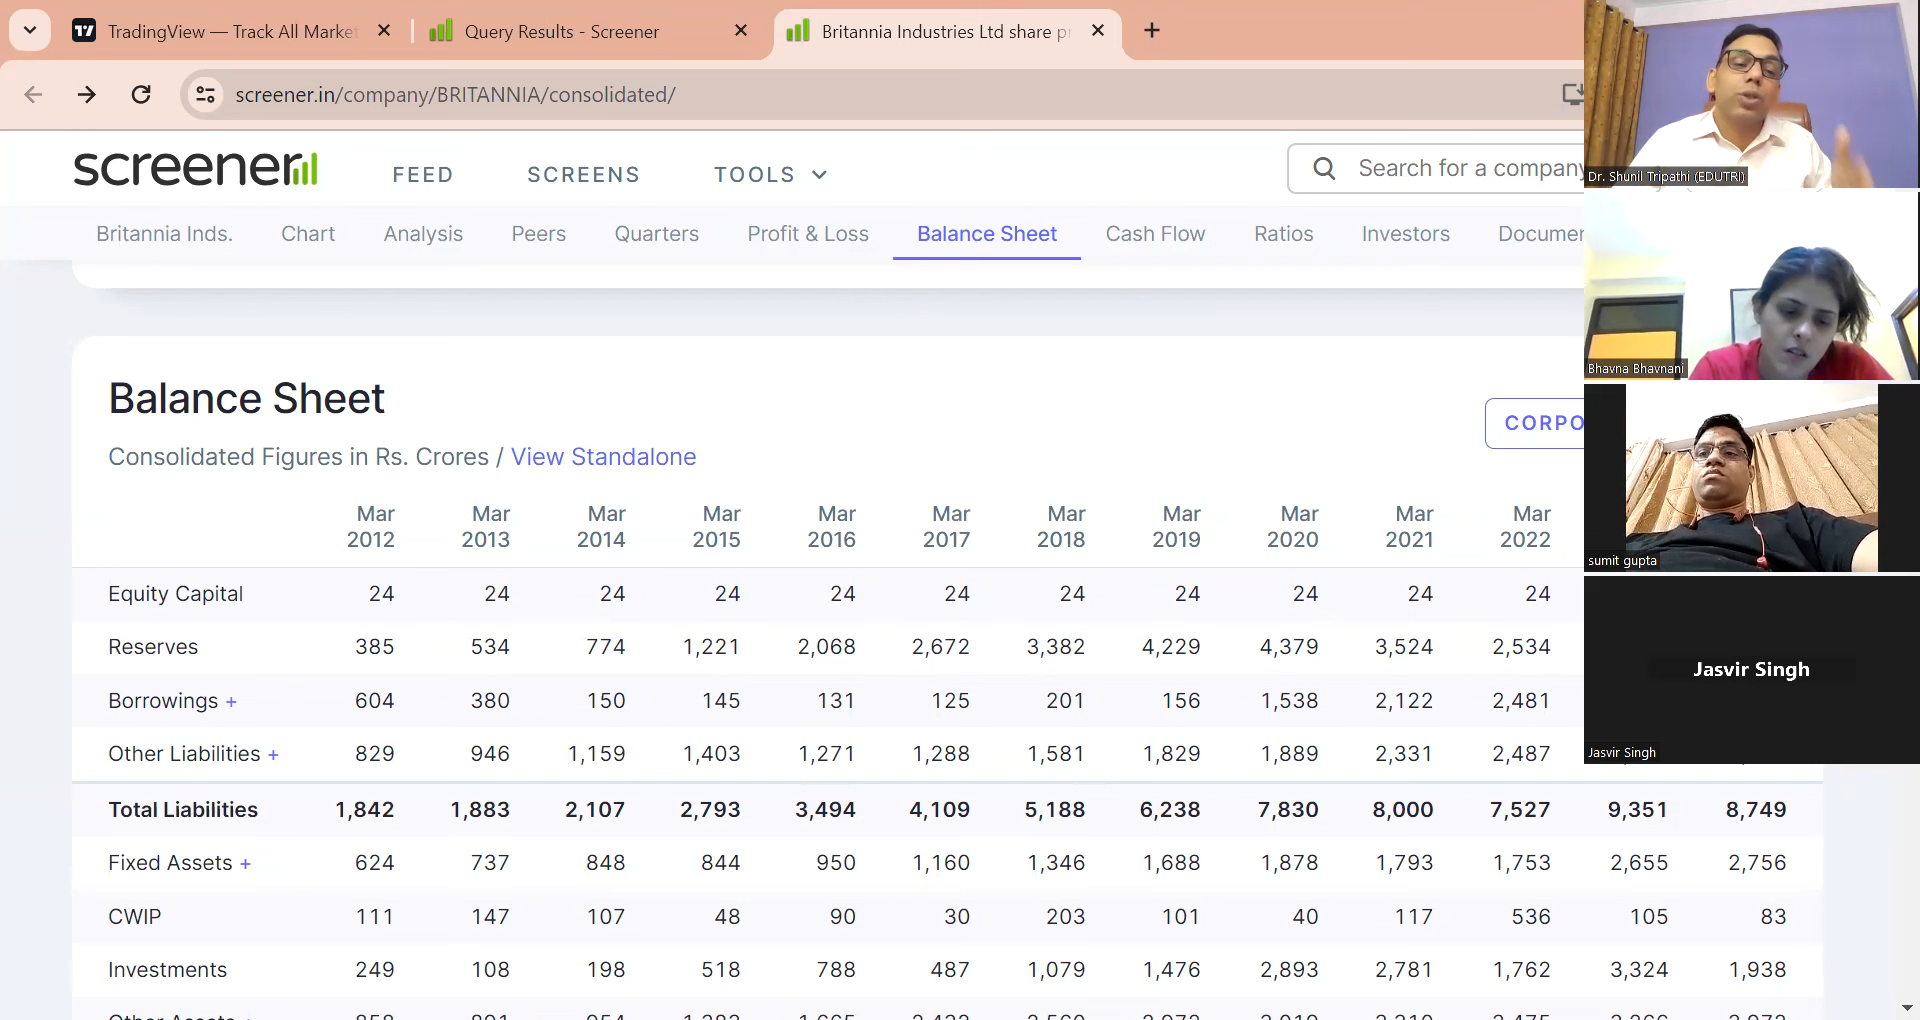 TradingView — Track All Market
Query Results - Screener
Britannia Industries Ltd share pr
screener.in/company/BRITANNIA/consolidated/
screener
FEED SCREENS TOOLS
Search for a company
Britannia Inds. Chart Analysis Peers Quarters Profit & Loss Balance Sheet Cash Flow Ratios Investors Documen
Balance Sheet
CORPO
Consolidated Figures in Rs. Crores / View Standalone
Mar 2012 Mar 2013 Mar 2014 Mar 2015 Mar 2016 Mar 2017 Mar 2018 Mar 2019 Mar 2020 Mar 2021 Mar 2022
Equity Capital 24 24 24 24 24 24 24 24 24 24 24
Reserves 385 534 774 1,221 2,068 2,672 3,382 4,229 4,379 3,524 2,534
Borrowings + 604 380 150 145 131 125 201 156 1,538 2,122 2,481
Other Liabilities + 829 946 1,159 1,403 1,271 1,288 1,581 1,829 1,889 2,331 2,487
Total Liabilities 1,842 1,883 2,107 2,793 3,494 4,109 5,188 6,238 7,830 8,000 7,527 9,351 8,749
Fixed Assets + 624 737 848 844 950 1,160 1,346 1,688 1,878 1,793 1,753 2,655 2,756
CWIP 111 147 107 48 90 30 203 101 40 117 536 105 83
Investments 249 108 198 518 788 487 1,079 1,476 2,893 2,781 1,762 3,324 1,938
Dr. Shunil Tripathi (EDUTRI)
Bhavna Bhavnani
sumit gupta
Jasvir Singh
Jasvir Singh